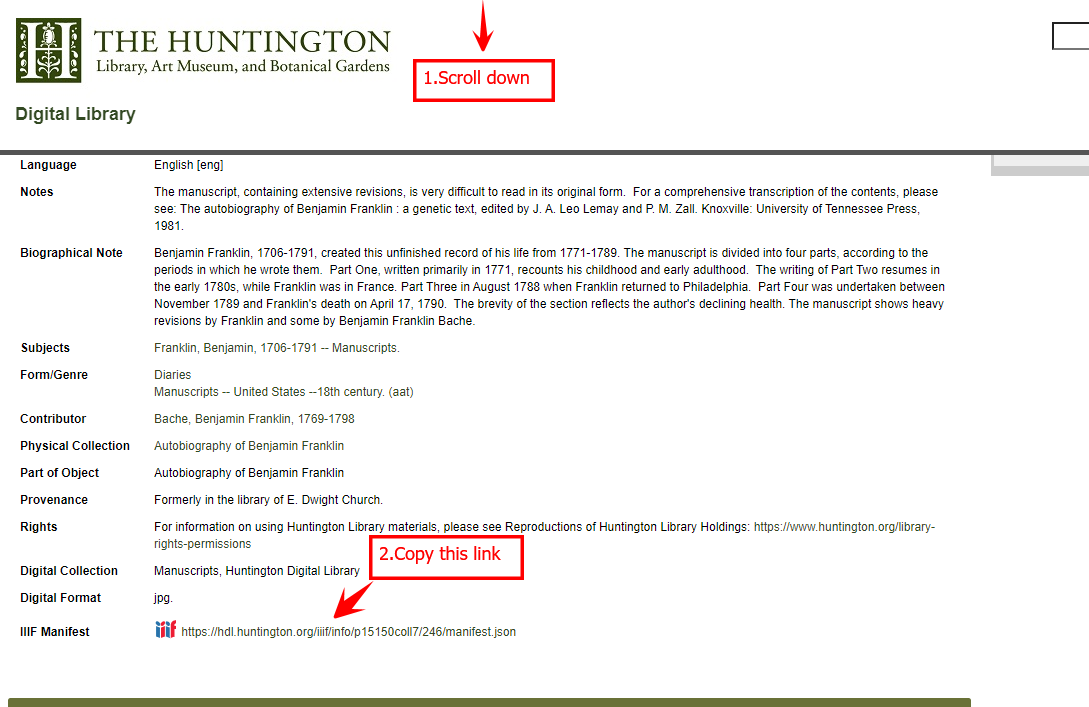 THE HUNTINGTON
Library, Art Museum, and Botanical Gardens
1.Scroll down
Digital Library
Language English [eng]
Notes The manuscript, containing extensive revisions, is very difficult to read in its original form.  For a comprehensive transcription of the contents, please
see: The autobiography of Benjamin Franklin : a genetic text, edited by J. A. Leo Lemay and P. M. Zall. Knoxville: University of Tennessee Press,
1981.
Biographical Note Benjamin Franklin, 1706-1791, created this unfinished record of his life from 1771-1789. The manuscript is divided into four parts, according to the
periods in which he wrote them.  Part One, written primarily in 1771, recounts his childhood and early adulthood.  The writing of Part Two resumes in
the early 1780s, while Franklin was in France. Part Three in August 1788 when Franklin returned to Philadelphia.  Part Four was undertaken between
November 1789 and Franklin's death on April 17, 1790.  The brevity of the section reflects the author's declining health. The manuscript shows heavy
revisions by Franklin and some by Benjamin Franklin Bache.
Subjects Franklin, Benjamin, 1706-1791 -- Manuscripts.
Form/Genre Diaries
Manuscripts -- United States --18th century. (aat)
Contributor Bache, Benjamin Franklin, 1769-1798
Physical Collection Autobiography of Benjamin Franklin
Part of Object Autobiography of Benjamin Franklin
Provenance Formerly in the library of E. Dwight Church.
Rights For information on using Huntington Library materials, please see Reproductions of Huntington Library Holdings: https://www.huntington.org/library-
rights-permissions
2.Copy this link
Digital Collection Manuscripts, Huntington Digital Library
Digital Format jpg.
IIIF Manifest iiif https://hdl.huntington.org/iiif/info/p15150coll7/246/manifest.json